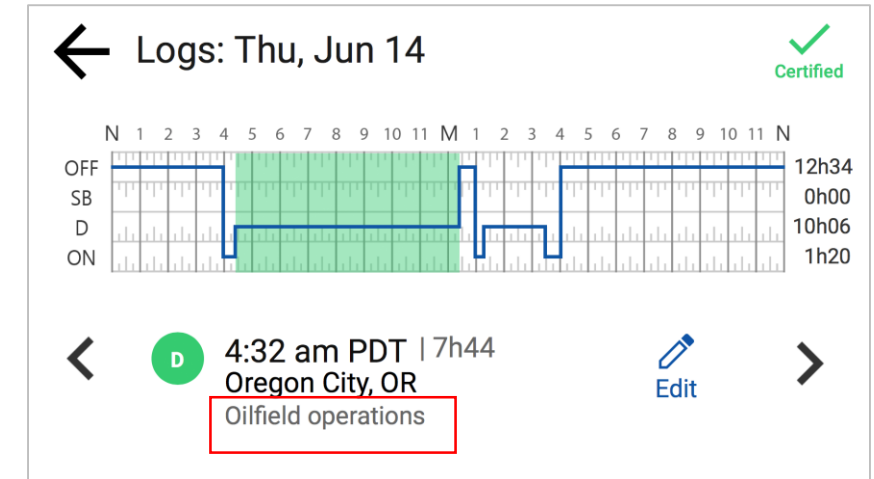 Logs: Thu, Jun 14
Certified
N 1 2 3 4 5 6 7 8 9 10 11 M 1 2 3 4 5 6 7 8 9 10 11 N
OFF 12h34
SB 0h00
D 10h06
ON 1h20
D 4:32 am PDT | 7h44
Oregon City, OR
Edit
Oilfield operations